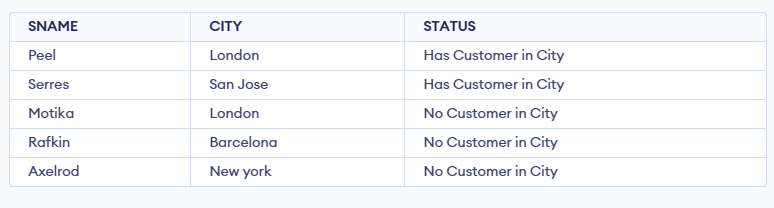 SNAME CITY STATUS
Peel London Has Customer in City
Serres San Jose Has Customer in City
Motika London No Customer in City
Rafkin Barcelona No Customer in City
Axelrod New york No Customer in City